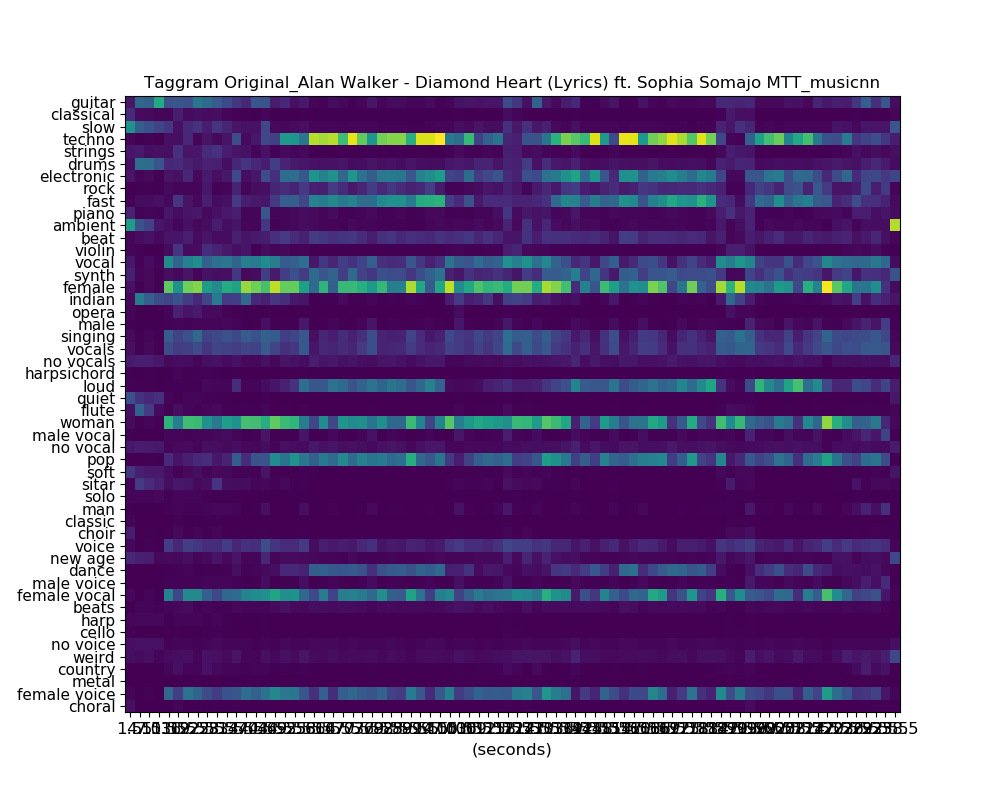 Taggram Original_Alan Walker - Diamond Heart (Lyrics) ft. Sophia Somajo MTT_musicnn
guitar
classical
slow
techno
strings
drums
electronic
rock
fast
piano
ambient
beat
violin
vocal
synth
female
indian
opera
male
singing
vocals
no vocals
harpsichord
loud
quiet
flute
woman
male vocal
no vocal
pop
soft
sitar
solo
man
classic
choir
voice
new age
dance
male voice
female vocal
beats
harp
cello
no voice
weird
country
metal
female voice
choral
(seconds)